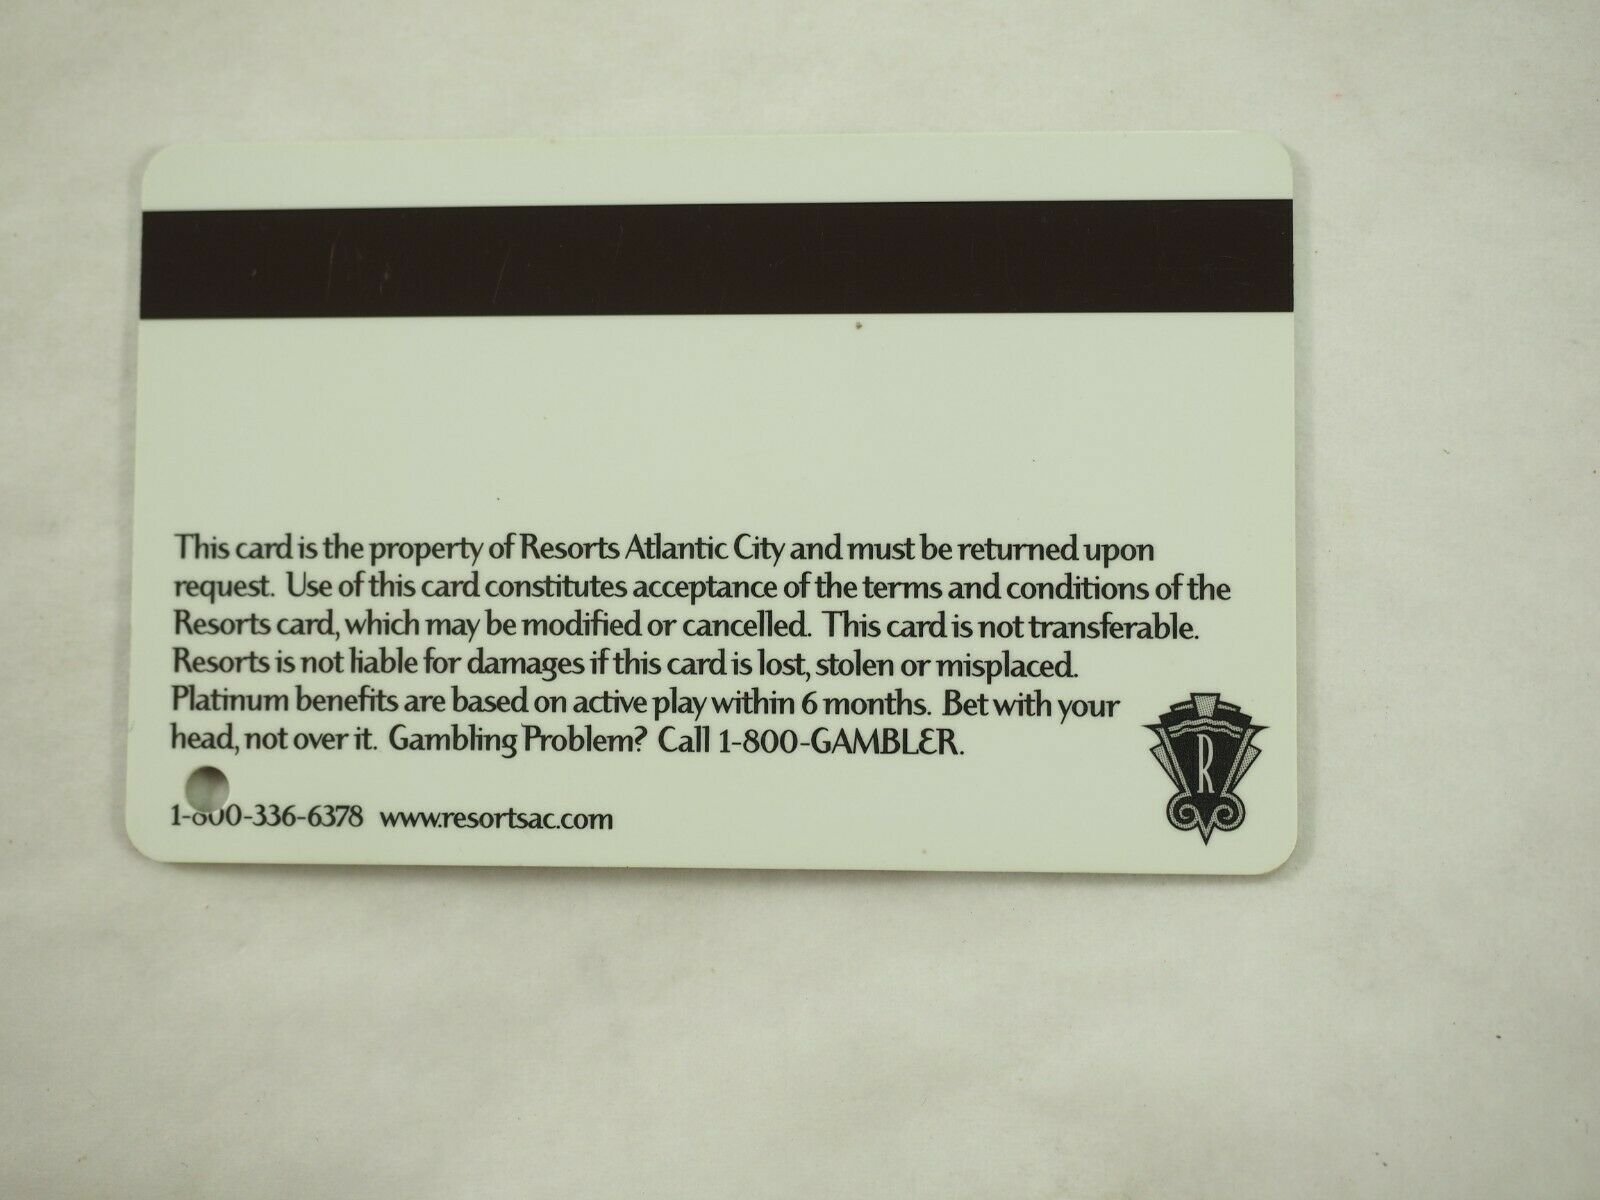 This card is the property of Resorts Atlantic City and must be returned upon
request. Use of this card constitutes acceptance of the terms and conditions of the
Resorts card, which may be modified or cancelled. This card is not transferable.
Resorts is not liable for damages if this card is lost, stolen or misplaced.
Platinum benefits are based on active play within 6 months. Bet with your
head, not over it. Gambling Problem? Call 1-800-GAMBLER.
R
1-800-336-6378 www.resortsac.com